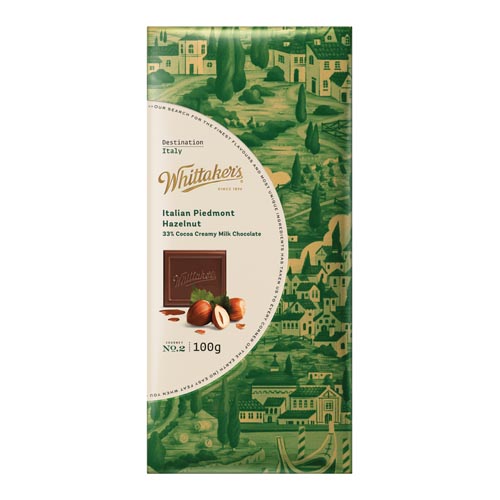 OUR SEARCH FOR THE FINEST FLAVOURS AND MOST UNIQUE INGREDIENTS HAS TAKEN US TO EVERY CORNER OF THE EARTH (NO EASY FEAT WHEN YOU
Destination
Italy
Whittaker's
SINCE 1896
Italian Piedmont
Hazelnut
33% Cocoa Creamy Milk Chocolate
WHITTAKER'S
JOURNEY
No.2
100g